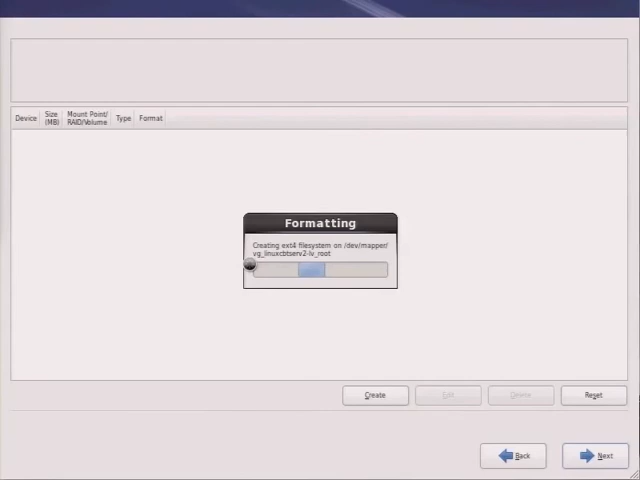 Device
Size (MB)
Mount Point/ RAID/Volume
Type
Format
Formatting
Creating ext4 filesystem on /dev/mapper/
vg_linuxcbtserv2-lv_root
Create
Edit
Delete
Reset
Back
Next